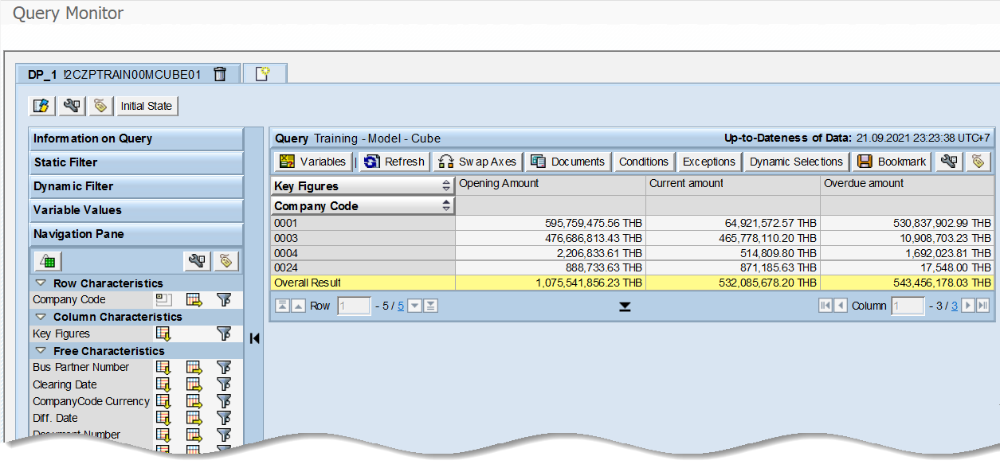 Query Monitor
DP_1 !2CZPTRAIN00MCUBE01
Initial State
Information on Query
Static Filter
Dynamic Filter
Variable Values
Navigation Pane
Row Characteristics
Company Code
Column Characteristics
Key Figures
Free Characteristics
Bus Partner Number
Clearing Date
CompanyCode Currency
Diff. Date
Document Number
Query Training - Model - Cube Up-to-Dateness of Data: 21.09.2021 23:23:38 UTC+7
Variables | Refresh Swap Axes Documents Conditions Exceptions Dynamic Selections Bookmark
Key Figures Opening Amount Current amount Overdue amount
Company Code
0001 595,759,475.56 THB 64,921,572.57 THB 530,837,902.99 THB
0003 476,686,813.43 THB 465,778,110.20 THB 10,908,703.23 THB
0004 2,206,833.61 THB 514,809.80 THB 1,692,023.81 THB
0024 888,733.63 THB 871,185.63 THB 17,548.00 THB
Overall Result 1,075,541,856.23 THB 532,085,678.20 THB 543,456,178.03 THB
Row 1 - 5 / 5 Column 1 - 3 / 3